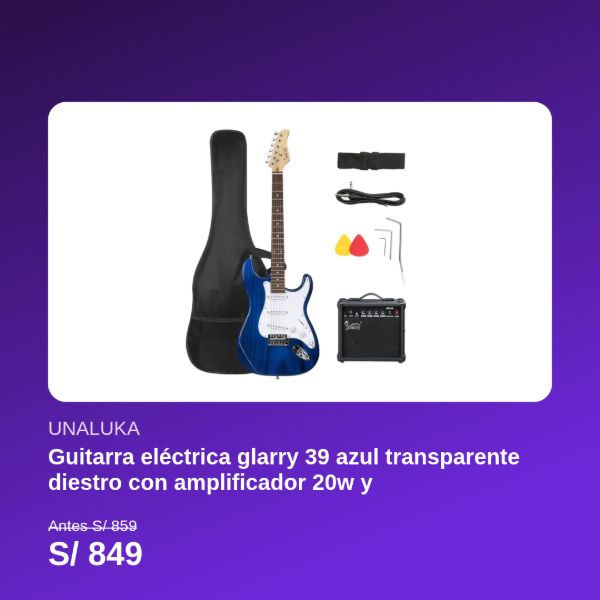 UNALUKA
Guitarra eléctrica glarry 39 azul transparente
diestro con amplificador 20w y
Antes S/ 859
S/ 849